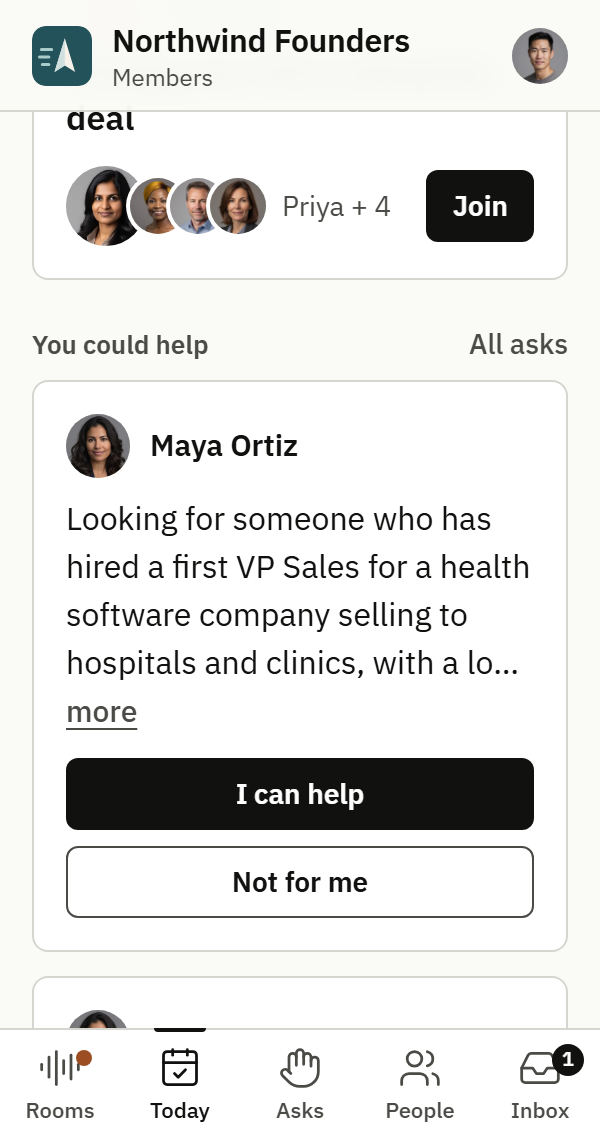 Northwind Founders
Members
deal
Priya + 4
Join
You could help
All asks
Maya Ortiz
Looking for someone who has
hired a first VP Sales for a health
software company selling to
hospitals and clinics, with a lo...
more
I can help
Not for me
1
Rooms
Today
Asks
People
Inbox